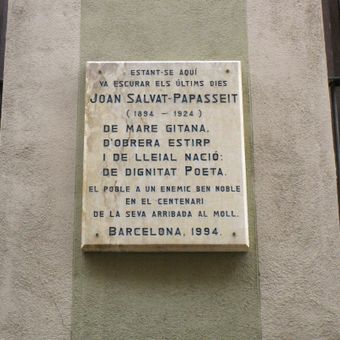 ESTANT-SE AQUÍ
VA ESCURAR ELS ÚLTIMS DIES
JOAN SALVAT-PAPASSEIT
(1894 - 1924)
DE MARE GITANA,
D'OBRERA ESTIRP
I DE LLEIAL NACIÓ:
DE DIGNITAT POETA.
EL POBLE A UN ENEMIC BEN NOBLE
EN EL CENTENARI
DE LA SEVA ARRIBADA AL MOLL.
BARCELONA, 1994.